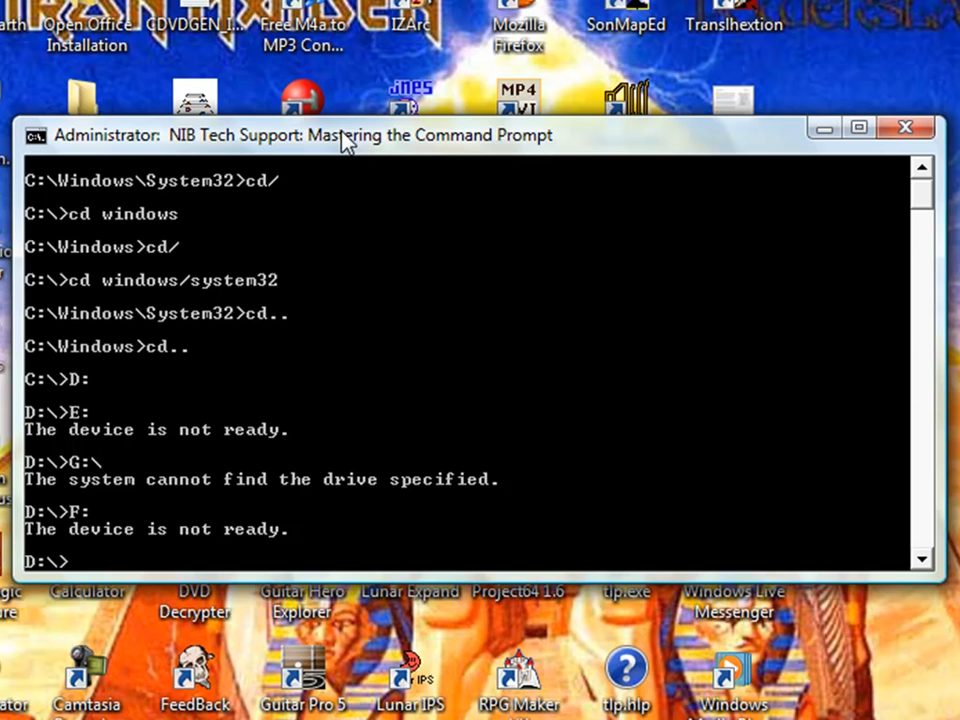 IRON MAIDEN
Open.Office
Installation
CDVDGEN_I...
Free M4a to
MP3 Con...
IZArc
Mozilla
Firefox
SonMapEd
Translhextion
jnes
MP4
Administrator:  NIB Tech Support: Mastering the Command Prompt
C:\Windows\System32>cd/
C:\>cd windows
C:\Windows>cd/
C:\>cd windows/system32
C:\Windows\System32>cd..
C:\Windows>cd..
C:\>D:
D:\>E:
The device is not ready.
D:\>G:\
The system cannot find the drive specified.
D:\>F:
The device is not ready.
D:\>
Calculator
DVD
Decrypter
Guitar Hero
Explorer
Lunar Expand
Project64 1.6
tlp.exe
Windows Live
Messenger
Camtasia
FeedBack
Guitar Pro 5
Lunar IPS
RPG Maker
tlp.hlp
Windows